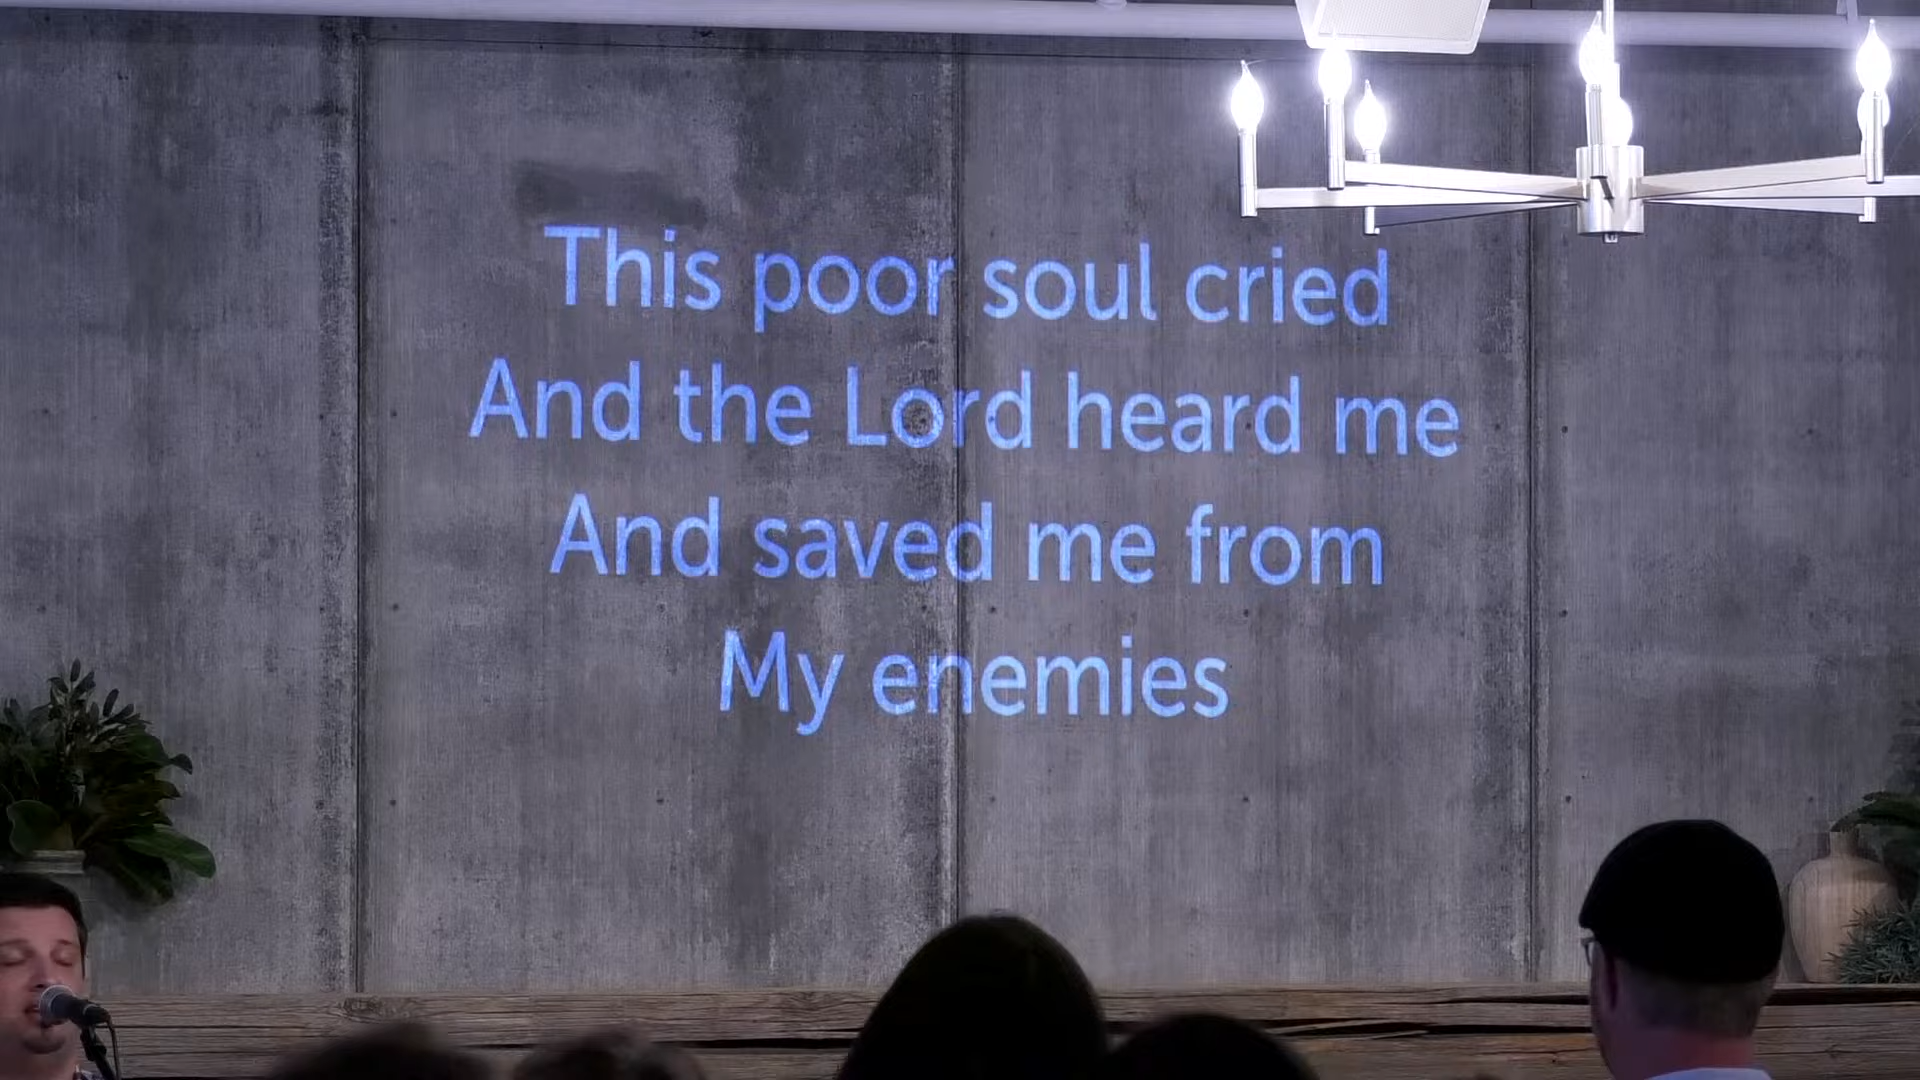 This poor soul cried
And the Lord heard me
And saved me from
My enemies